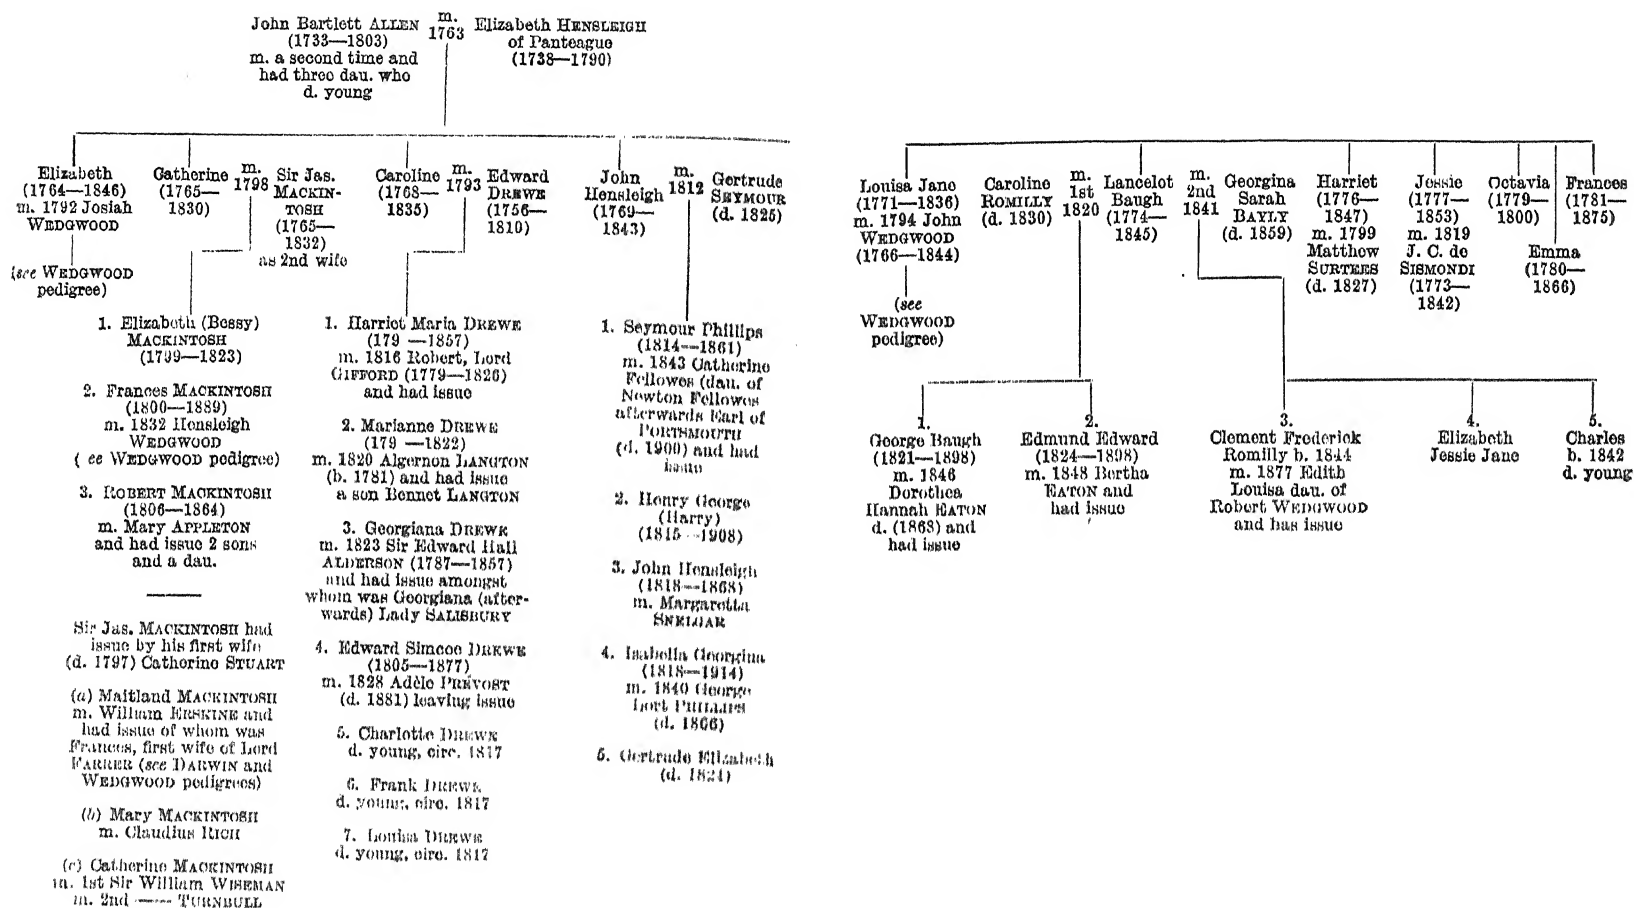 John Bartlett ALLEN
(1733—1803)
m. a second time and
had three dau. who
d. young
m.
1763
Elizabeth HENSLEIGH
of Panteague
(1738—1790)
Elizabeth
(1764—1846)
m. 1792 Josiah
WEDGWOOD
(see WEDGWOOD
pedigree)
Catherine
(1765—
1830)
m.
1798
Sir Jas.
MACKIN-
TOSH
(1765—
1832)
as 2nd wife
Caroline
(1768—
1835)
m.
1793
Edward
DREWE
(1756—
1810)
John
Hensleigh
(1769—
1843)
m.
1812
Gertrude
SEYMOUR
(d. 1825)
Louisa Jane
(1771—1836)
m. 1794 John
WEDGWOOD
(1766—1844)
(see
WEDGWOOD
pedigree)
Caroline
ROMILLY
(d. 1830)
m.
1st
1820
Lancelot
Baugh
(1774—
1845)
m.
2nd
1841
Georgina
Sarah
BAYLY
(d. 1859)
Harriet
(1776—
1847)
m. 1799
Matthew
SURTEES
(d. 1827)
Jessie
(1777—
1853)
m. 1819
J. C. de
SISMONDI
(1773—
1842)
Octavia
(1779—
1800)
Emma
(1780—
1866)
Frances
(1781—
1875)
1. Elizabeth (Bessy)
MACKINTOSH
(1799—1823)
2. Frances MACKINTOSH
(1800—1889)
m. 1832 Hensleigh
WEDGWOOD
( ee WEDGWOOD pedigree)
3. ROBERT MACKINTOSH
(1806—1864)
m. Mary APPLETON
and had issue 2 sons
and a dau.
Sir Jas. MACKINTOSH had
issue by his first wife
(d. 1797) Catherine STUART
(a) Maitland MACKINTOSH
m. William ERSKINE and
had issue of whom was
Frances, first wife of Lord
FARRER (see DARWIN and
WEDGWOOD pedigrees)
(b) Mary MACKINTOSH
m. Claudius RICH
(c) Catherine MACKINTOSH
m. 1st Sir William WISEMAN
m. 2nd —— TURNBULL
1. Harriet Maria DREWE
(179 —1857)
m. 1816 Robert, Lord
GIFFORD (1779—1826)
and had issue
2. Marianne DREWE
(179 —1822)
m. 1820 Algernon LANGTON
(b. 1781) and had issue
a son Bennet LANGTON
3. Georgiana DREWE
m. 1823 Sir Edward Hall
ALDERSON (1787—1857)
and had issue amongst
whom was Georgiana (after-
wards) Lady SALISBURY
4. Edward Simcoe DREWE
(1805—1877)
m. 1828 Adèle PRÉVOST
(d. 1881) leaving issue
5. Charlotte DREWE
d. young, circ. 1817
6. Frank DREWE
d. young, circ. 1817
7. Louisa DREWE
d. young, circ. 1817
1. Seymour Phillips
(1814—1861)
m. 1843 Catherine
Fellowes (dau. of
Newton Fellowes
afterwards Earl of
PORTSMOUTH
(d. 1900) and had
issue
2. Henry George
(Harry)
(1815—1908)
3. John Hensleigh
(1818—1868)
m. Margaretta
SNELGAR
4. Isabella Georgina
(1818—1914)
m. 1840 George
Lort PHILLIPS
(d. 1866)
5. Gertrude Elizabeth
(d. 1824)
1.
George Baugh
(1821—1898)
m. 1846
Dorothea
Hannah EATON
d. (1868) and
had issue
2.
Edmund Edward
(1824—1898)
m. 1848 Bertha
EATON and
had issue
3.
Clement Frederick
Romilly b. 1844
m. 1877 Edith
Louisa dau. of
Robert WEDGWOOD
and has issue
4.
Elizabeth
Jessie Jane
5.
Charles
b. 1842
d. young